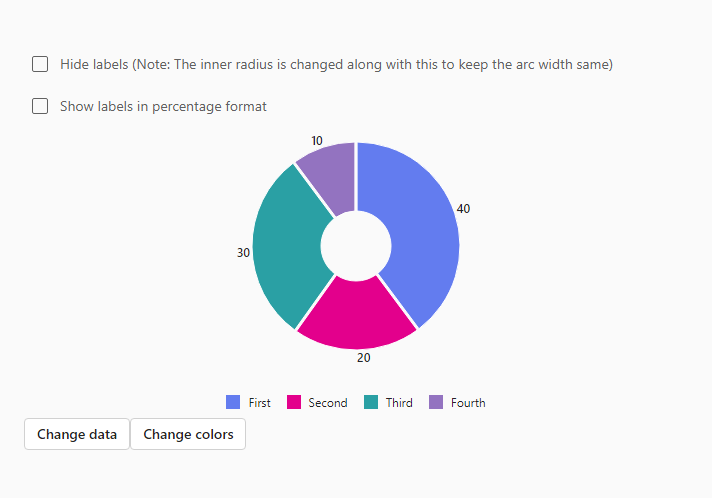 Hide labels (Note: The inner radius is changed along with this to keep the arc width same)
Show labels in percentage format
10
40
30
20
First Second Third Fourth
Change data Change colors